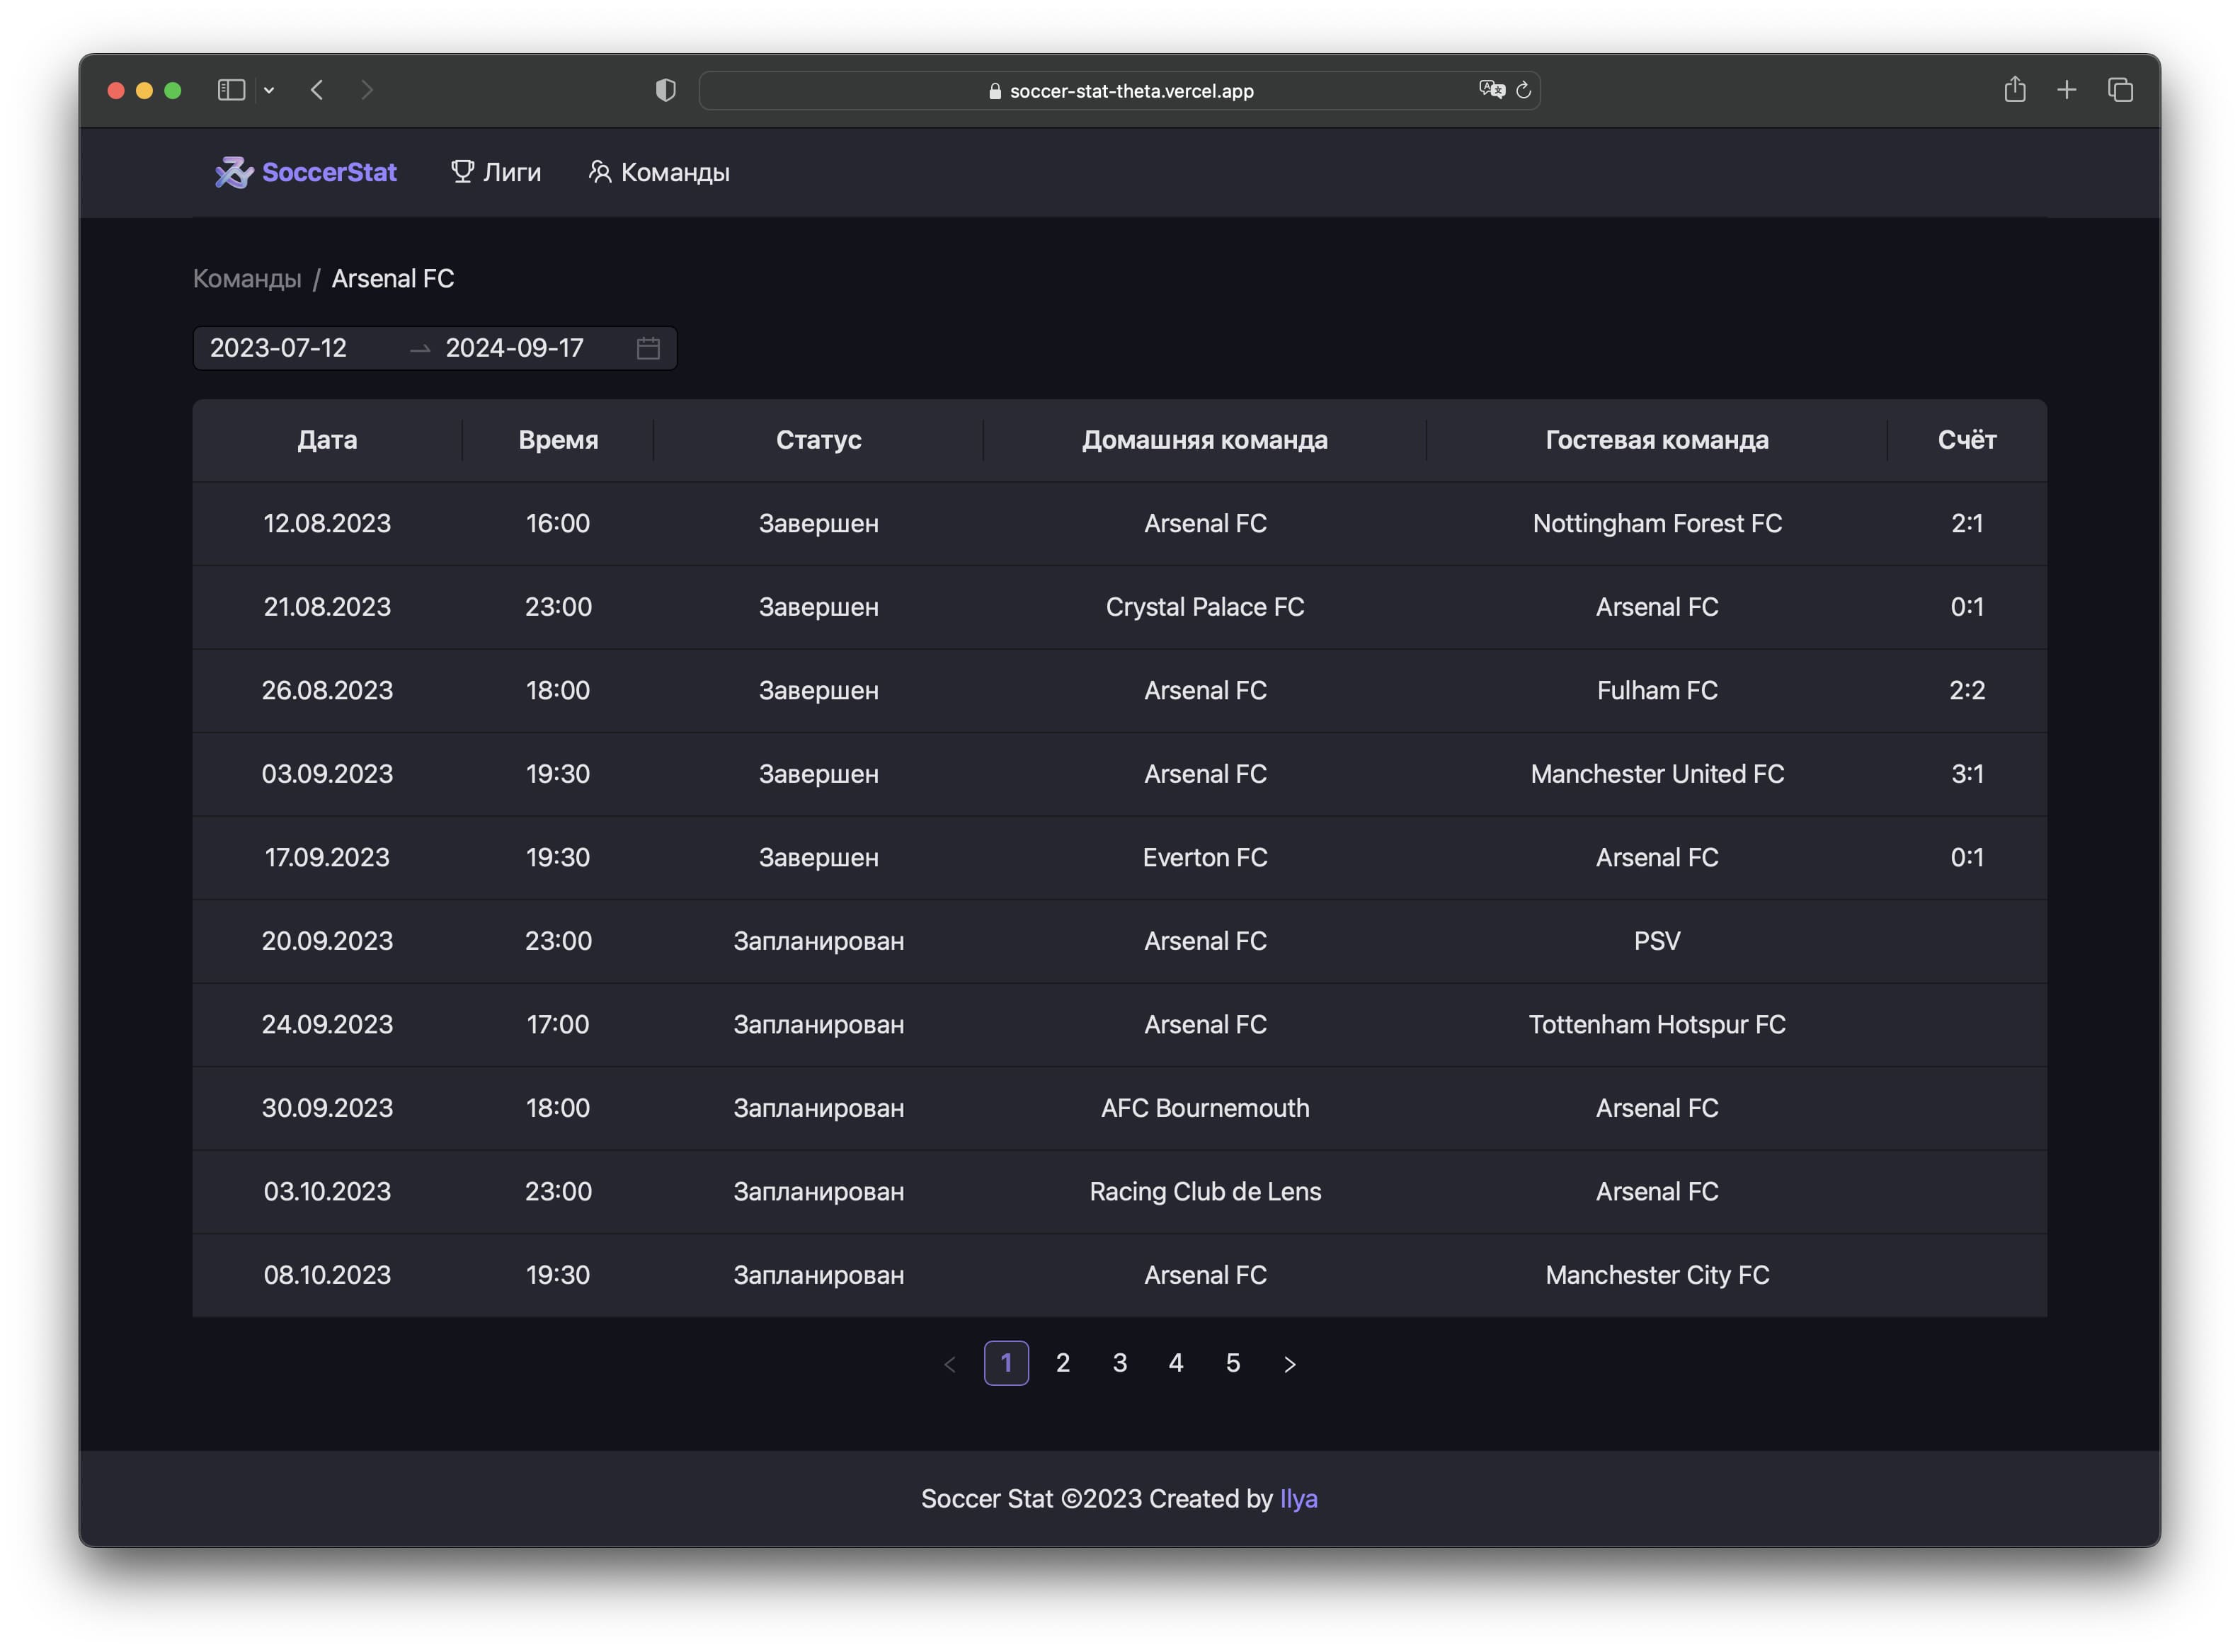 soccer-stat-theta.vercel.app
SoccerStat Лиги Команды
Команды / Arsenal FC
2023-07-12 → 2024-09-17
Дата Время Статус Домашняя команда Гостевая команда Счёт
12.08.2023 16:00 Завершен Arsenal FC Nottingham Forest FC 2:1
21.08.2023 23:00 Завершен Crystal Palace FC Arsenal FC 0:1
26.08.2023 18:00 Завершен Arsenal FC Fulham FC 2:2
03.09.2023 19:30 Завершен Arsenal FC Manchester United FC 3:1
17.09.2023 19:30 Завершен Everton FC Arsenal FC 0:1
20.09.2023 23:00 Запланирован Arsenal FC PSV
24.09.2023 17:00 Запланирован Arsenal FC Tottenham Hotspur FC
30.09.2023 18:00 Запланирован AFC Bournemouth Arsenal FC
03.10.2023 23:00 Запланирован Racing Club de Lens Arsenal FC
08.10.2023 19:30 Запланирован Arsenal FC Manchester City FC
< 1 2 3 4 5 >
Soccer Stat ©2023 Created by Ilya